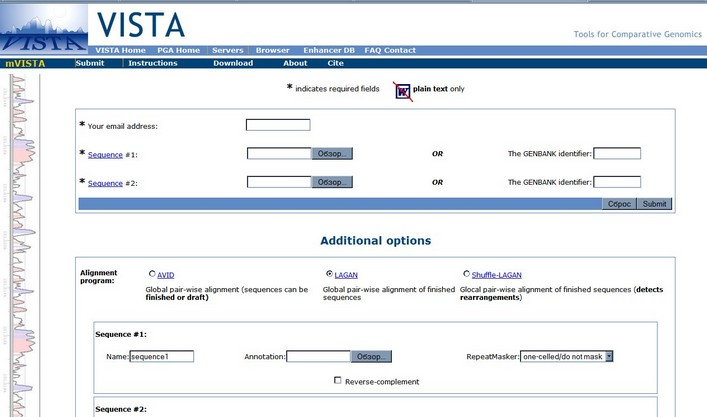 VISTA
VISTA
Tools for Comparative Genomics
VISTA Home PGA Home Servers Browser Enhancer DB FAQ Contact
mVISTA Submit Instructions Download About Cite
* indicates required fields W plain text only
* Your email address:
* Sequence #1: Обзор... OR The GENBANK identifier:
* Sequence #2: Обзор... OR The GENBANK identifier:
Сброс Submit
Additional options
Alignment program: AVID LAGAN Shuffle-LAGAN
Global pair-wise alignment (sequences can be finished or draft) Global pair-wise alignment of finished sequences Glocal pair-wise alignment of finished sequences (detects rearrangements)
Sequence #1:
Name: sequence1 Annotation: Обзор... RepeatMasker: one-celled/do not mask
Reverse-complement
Sequence #2: